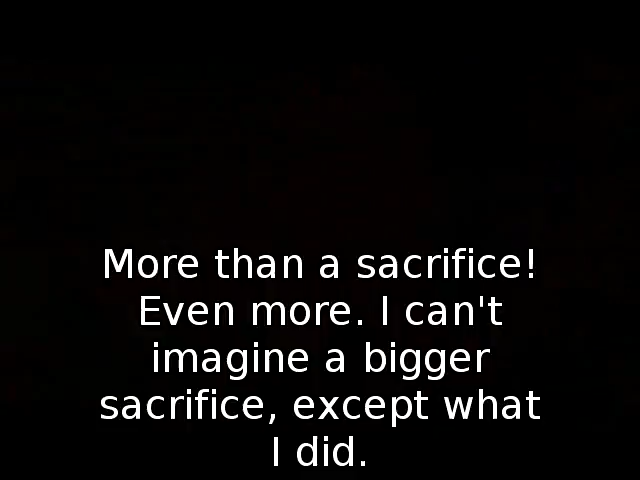 More than a sacrifice!
Even more. I can't
imagine a bigger
sacrifice, except what
I did.